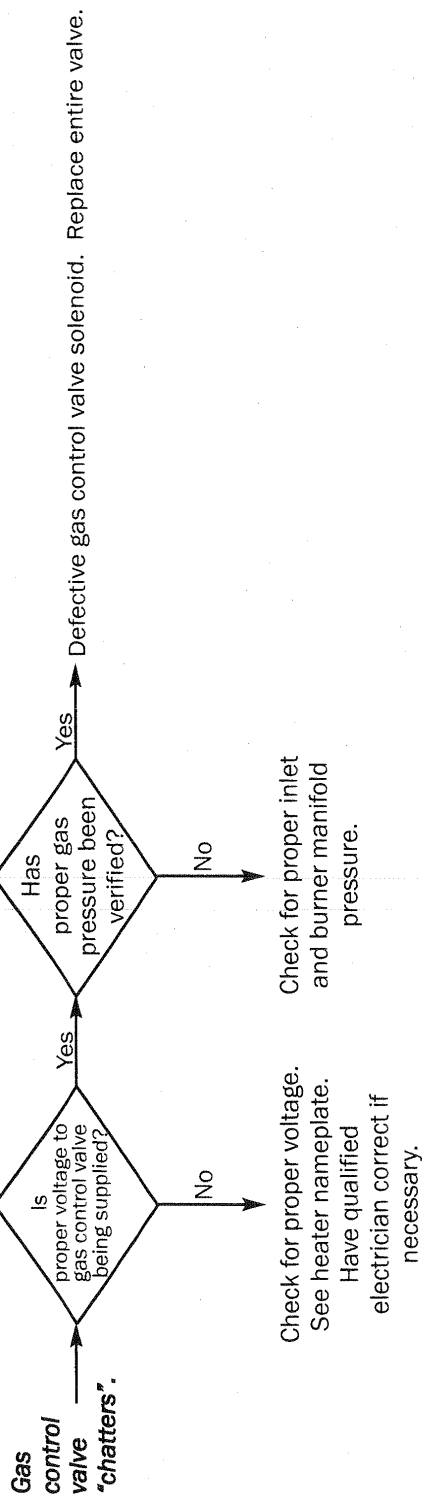 Gas
control
valve
"chatters".
Is
proper voltage to
gas control valve
being supplied?
Yes
No
Check for proper voltage.
See heater nameplate.
Have qualified
electrician correct if
necessary.
Has
proper gas
pressure been
verified?
Yes
No
Check for proper inlet
and burner manifold
pressure.
Defective gas control valve solenoid. Replace entire valve.